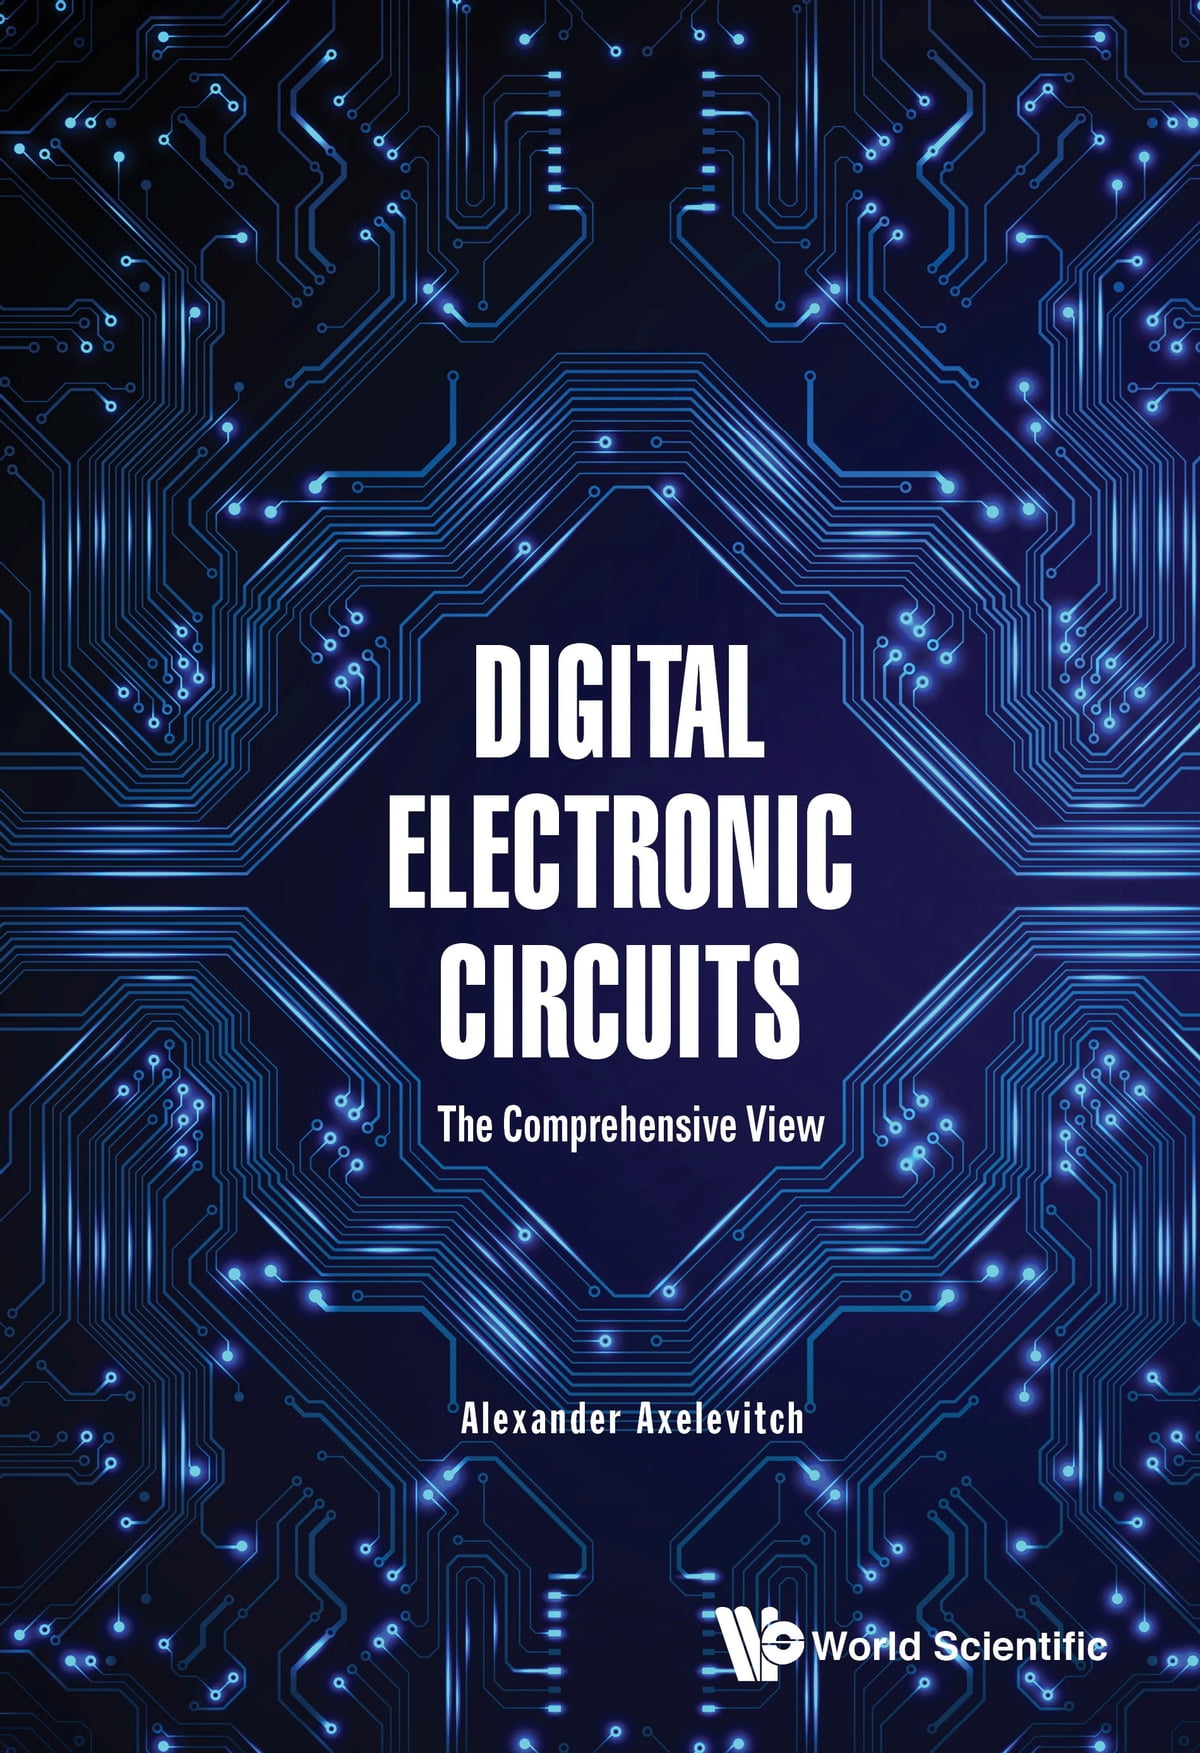 DIGITAL
ELECTRONIC
CIRCUITS
The Comprehensive View
Alexander Axelevitch
World Scientific